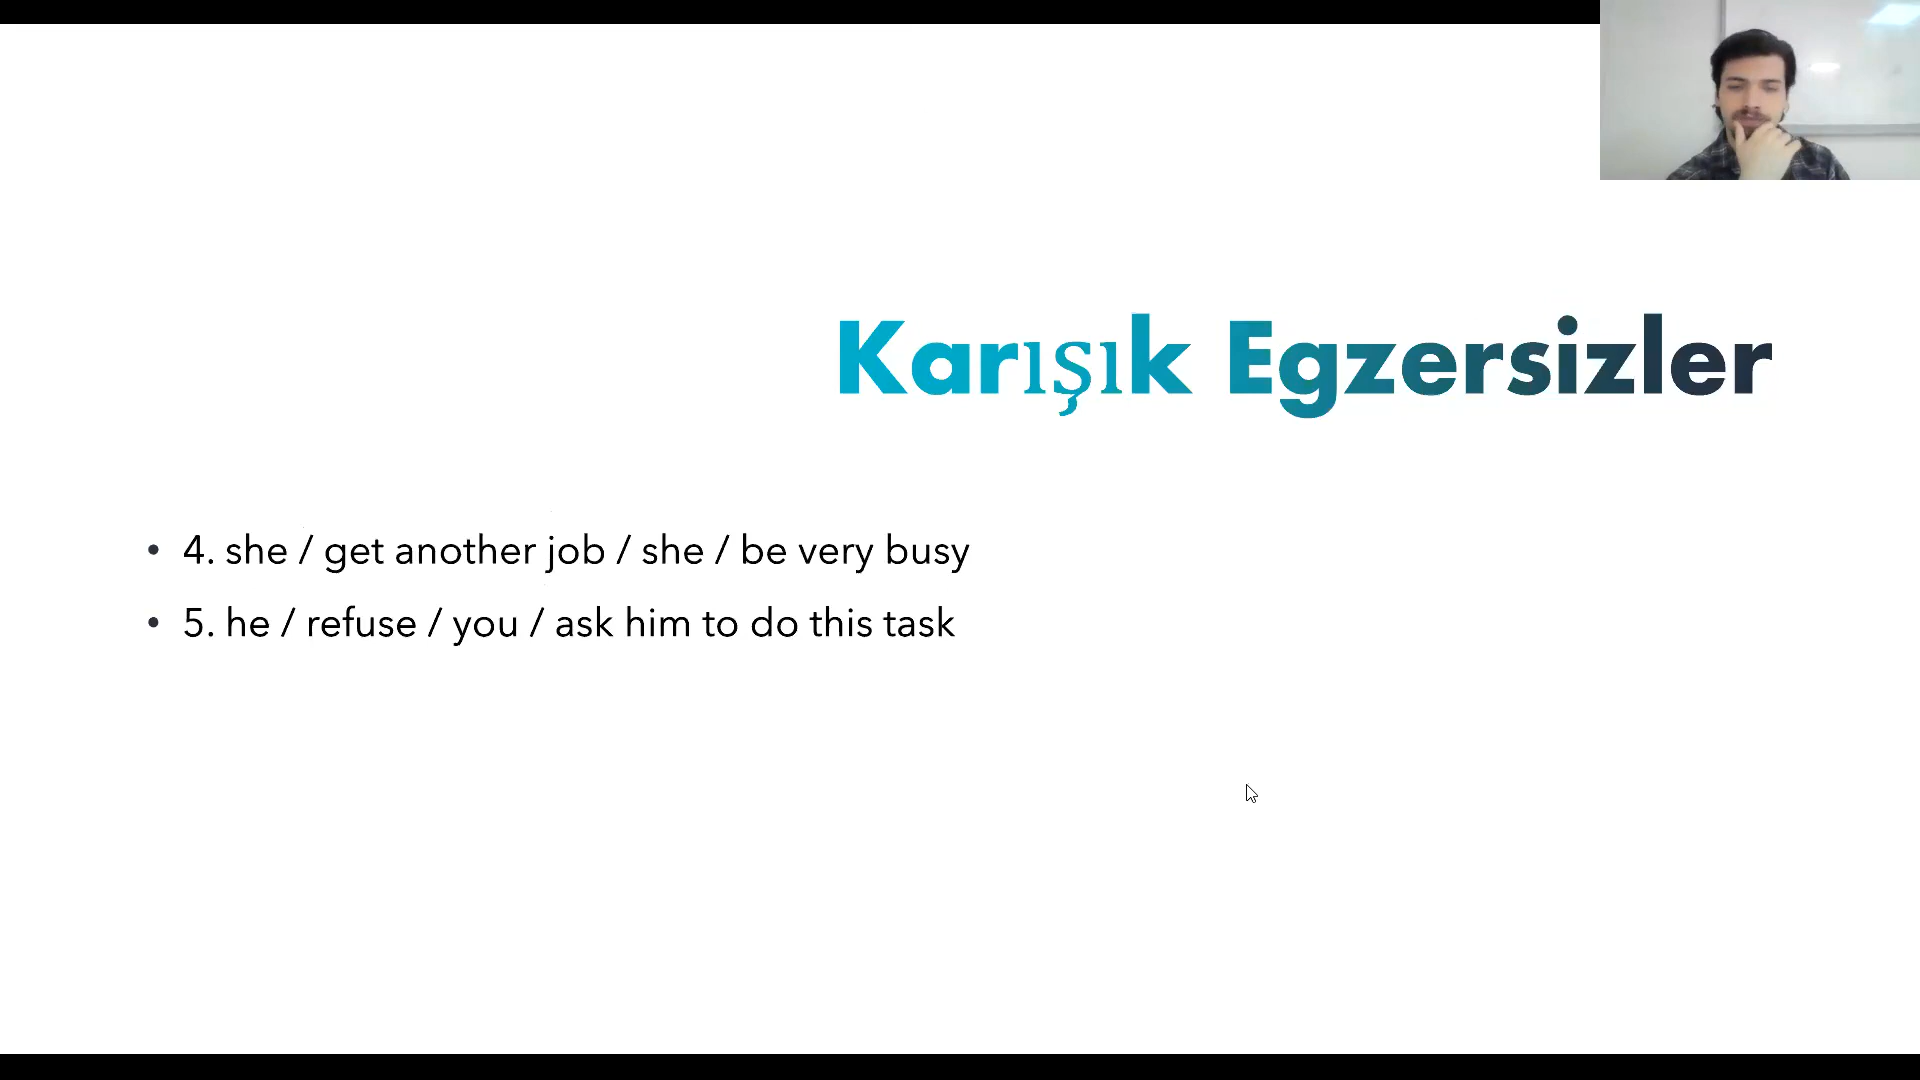 Karışık Egzersizler
• 4. she / get another job / she / be very busy
• 5. he / refuse / you / ask him to do this task